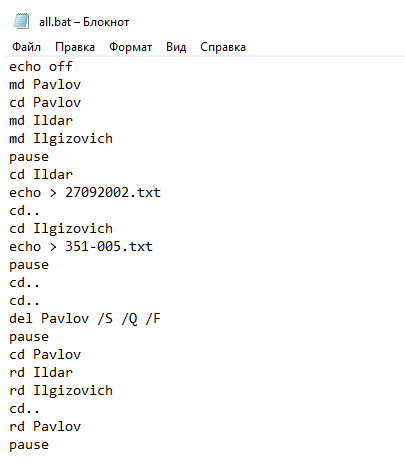 all.bat – Блокнот
Файл Правка Формат Вид Справка
echo off
md Pavlov
cd Pavlov
md Ildar
md Ilgizovich
pause
cd Ildar
echo > 27092002.txt
cd..
cd Ilgizovich
echo > 351-005.txt
pause
cd..
cd..
del Pavlov /S /Q /F
pause
cd Pavlov
rd Ildar
rd Ilgizovich
cd..
rd Pavlov
pause